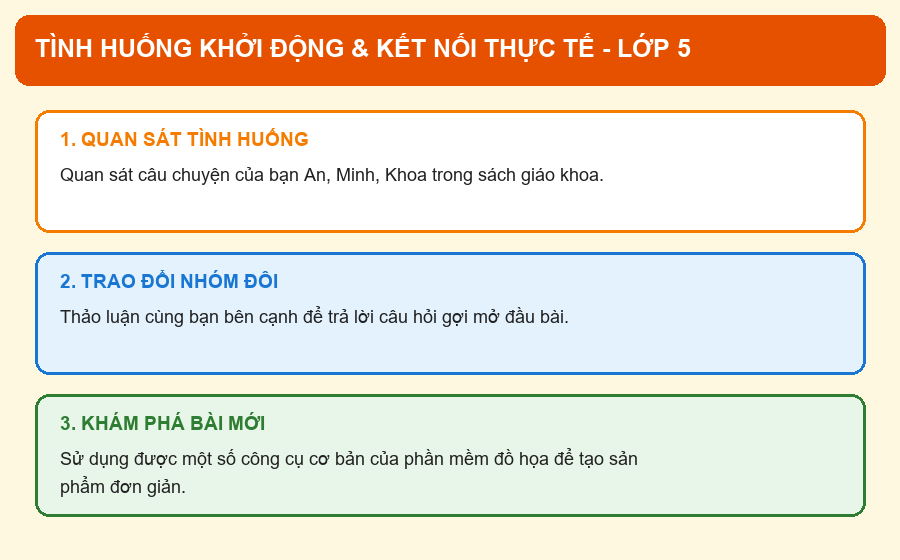 TÌNH HUỐNG KHỞI ĐỘNG & KẾT NỐI THỰC TẾ - LỚP 5
1. QUAN SÁT TÌNH HUỐNG
Quan sát câu chuyện của bạn An, Minh, Khoa trong sách giáo khoa.
2. TRAO ĐỔI NHÓM ĐÔI
Thảo luận cùng bạn bên cạnh để trả lời câu hỏi gợi mở đầu bài.
3. KHÁM PHÁ BÀI MỚI
Sử dụng được một số công cụ cơ bản của phần mềm đồ họa để tạo sản
phẩm đơn giản.